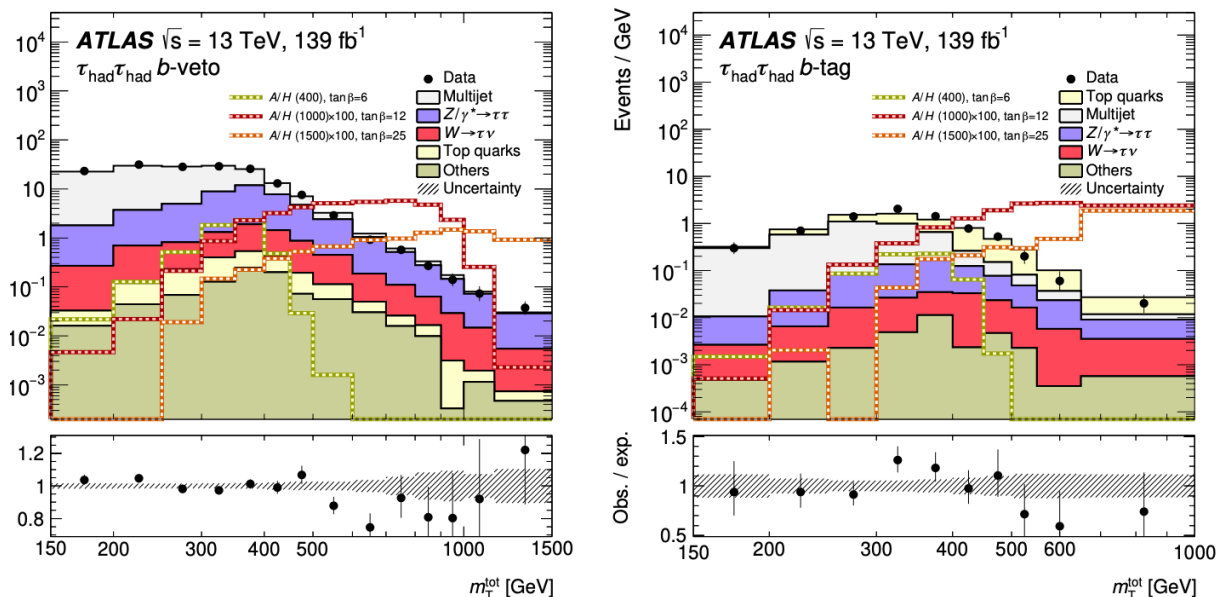 10⁴
10³
10²
10
1
10⁻¹
10⁻²
10⁻³
ATLAS √s = 13 TeV, 139 fb⁻¹
τhadτhad b-veto
A/H (400), tanβ=6
A/H (1000)×100, tanβ=12
A/H (1500)×100, tanβ=25
Data
Multijet
Z/γ*→ττ
W→τν
Top quarks
Others
Uncertainty
1.2
1
0.8
150 200 300 400 500 1000 1500
m_T^tot [GeV]
Events / GeV
10⁴
10³
10²
10
1
10⁻¹
10⁻²
10⁻³
10⁻⁴
ATLAS √s = 13 TeV, 139 fb⁻¹
τhadτhad b-tag
A/H (400), tanβ=6
A/H (1000)×100, tanβ=12
A/H (1500)×100, tanβ=25
Data
Top quarks
Multijet
Z/γ*→ττ
W→τν
Others
Uncertainty
Obs. / exp.
1.5
1
0.5
150 200 300 400 500 600 1000
m_T^tot [GeV]